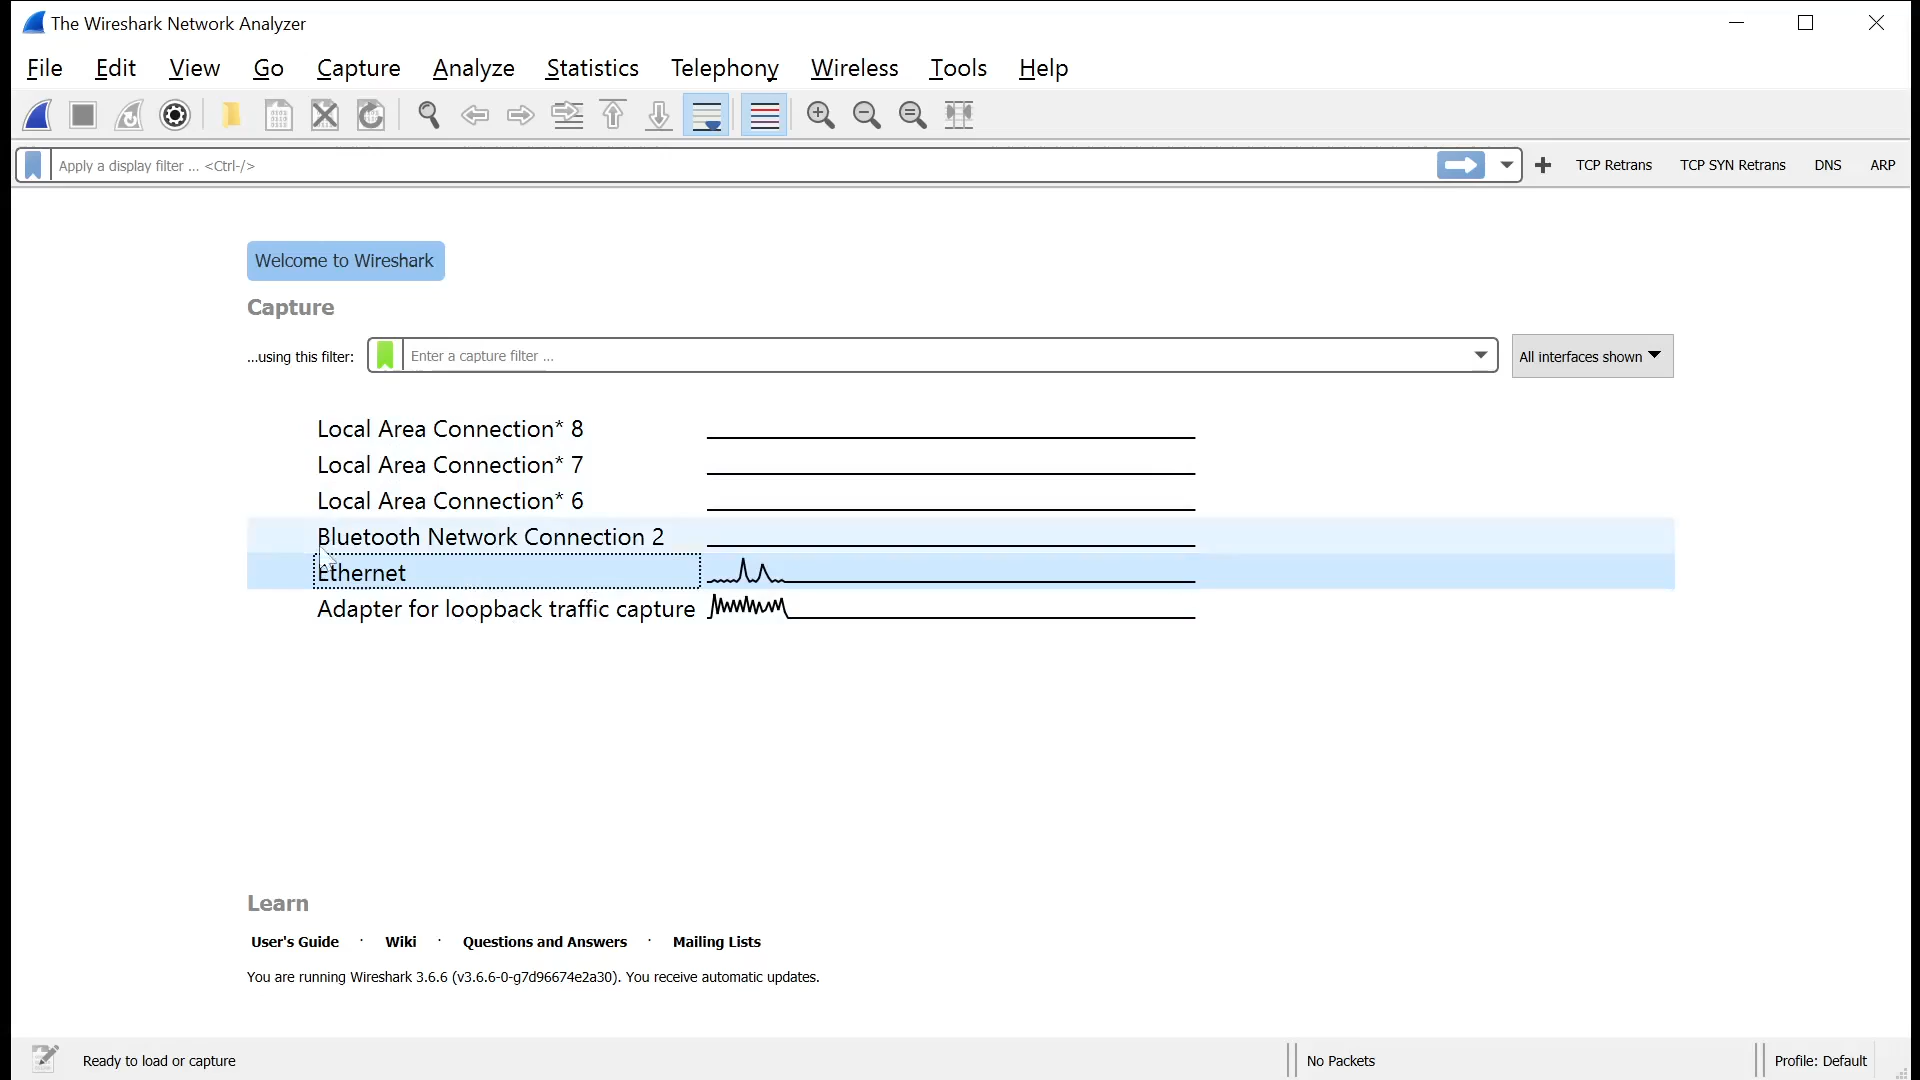 The Wireshark Network Analyzer
File Edit View Go Capture Analyze Statistics Telephony Wireless Tools Help
Apply a display filter ... <Ctrl-/> TCP Retrans TCP SYN Retrans DNS ARP
Welcome to Wireshark
Capture
...using this filter: Enter a capture filter ... All interfaces shown
Local Area Connection* 8
Local Area Connection* 7
Local Area Connection* 6
Bluetooth Network Connection 2
Ethernet
Adapter for loopback traffic capture
Learn
User's Guide · Wiki · Questions and Answers · Mailing Lists
You are running Wireshark 3.6.6 (v3.6.6-0-g7d96674e2a30). You receive automatic updates.
Ready to load or capture No Packets Profile: Default